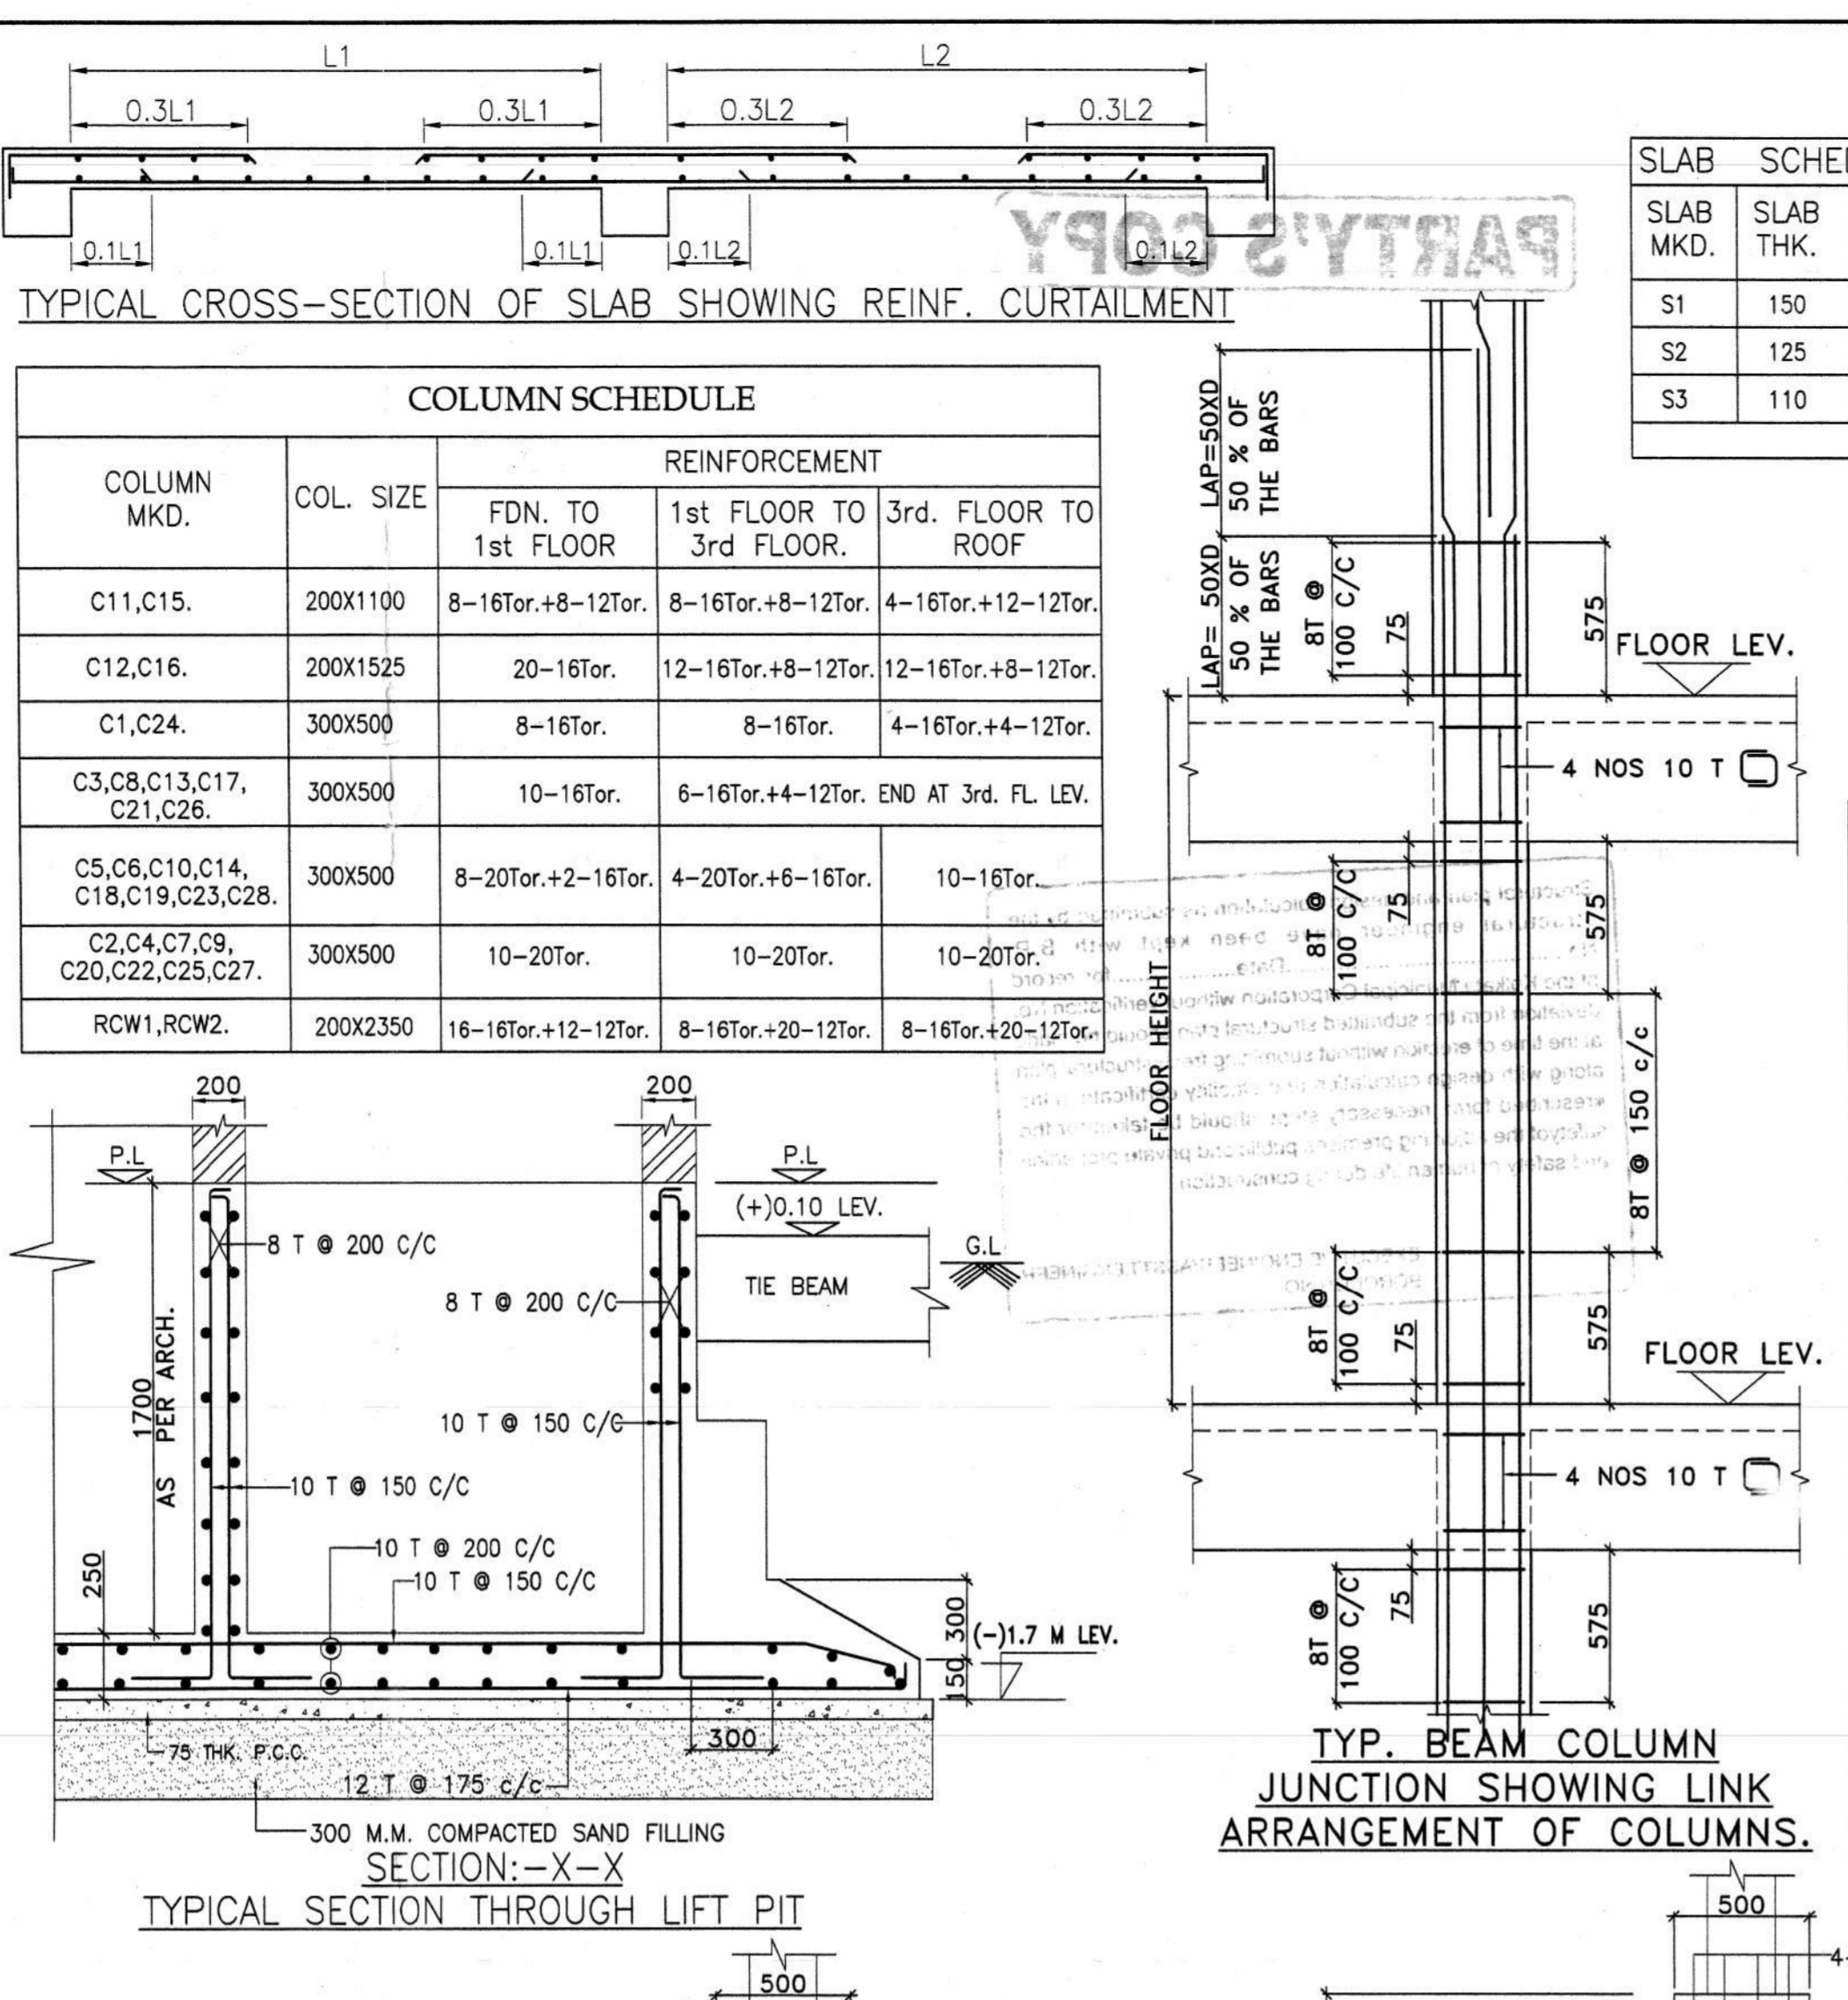 L1
L2
0.3L1
0.3L1
0.3L2
0.3L2
0.1L1
0.1L1
0.1L2
0.1L2
PARTY'S COPY
TYPICAL CROSS-SECTION OF SLAB SHOWING REINF. CURTAILMENT
SLAB SCHE
SLAB MKD.
SLAB THK.
S1 150
S2 125
S3 110
COLUMN SCHEDULE
COLUMN MKD.
COL. SIZE
REINFORCEMENT
FDN. TO 1st FLOOR
1st FLOOR TO 3rd FLOOR.
3rd. FLOOR TO ROOF
C11,C15. 200X1100 8-16Tor.+8-12Tor. 8-16Tor.+8-12Tor. 4-16Tor.+12-12Tor.
C12,C16. 200X1525 20-16Tor. 12-16Tor.+8-12Tor. 12-16Tor.+8-12Tor.
C1,C24. 300X500 8-16Tor. 8-16Tor. 4-16Tor.+4-12Tor.
C3,C8,C13,C17,
C21,C26.
300X500 10-16Tor. 6-16Tor.+4-12Tor. END AT 3rd. FL. LEV.
C5,C6,C10,C14,
C18,C19,C23,C28.
300X500 8-20Tor.+2-16Tor. 4-20Tor.+6-16Tor. 10-16Tor.
C2,C4,C7,C9,
C20,C22,C25,C27.
300X500 10-20Tor. 10-20Tor. 10-20Tor.
RCW1,RCW2. 200X2350 16-16Tor.+12-12Tor. 8-16Tor.+20-12Tor. 8-16Tor.+20-12Tor.
LAP=50XD
50 % OF
THE BARS
LAP= 50XD
50 % OF
THE BARS
8T @
100 C/C
75
575
FLOOR LEV.
4 NOS 10 T
8T @
100 C/C
75
575
FLOOR HEIGHT
8T @ 150 c/c
8T @
100 C/C
75
575
FLOOR LEV.
4 NOS 10 T
8T @
100 C/C
75
575
TYP. BEAM COLUMN
JUNCTION SHOWING LINK
ARRANGEMENT OF COLUMNS.
200
200
P.L
P.L
(+)0.10 LEV.
G.L
TIE BEAM
8 T @ 200 C/C
8 T @ 200 C/C
1700
AS PER ARCH.
10 T @ 150 C/C
10 T @ 150 C/C
10 T @ 200 C/C
10 T @ 150 C/C
250
300
150
(-)1.7 M LEV.
300
75 THK. P.C.C.
12 T @ 175 c/c
300 M.M. COMPACTED SAND FILLING
SECTION:-X-X
TYPICAL SECTION THROUGH LIFT PIT
500
500